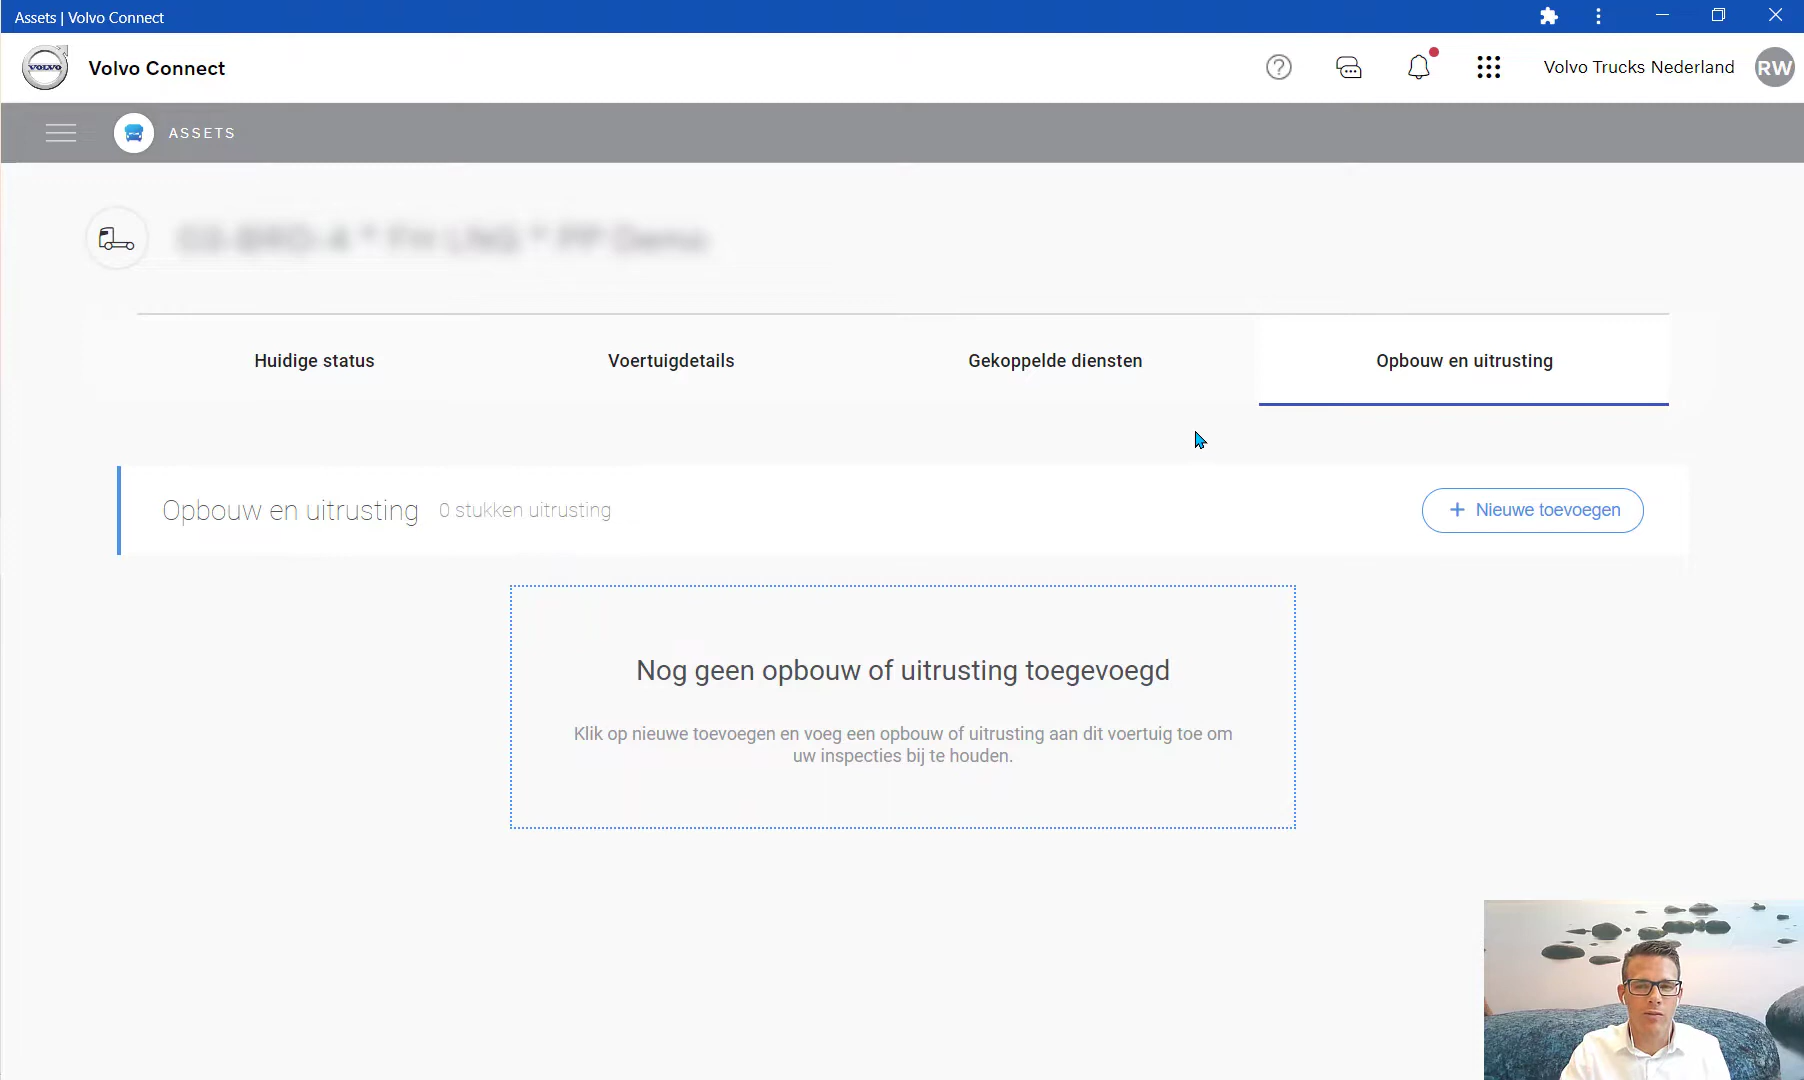 Assets | Volvo Connect
VOLVO
Volvo Connect
Volvo Trucks Nederland
RW
ASSETS
Huidige status
Voertuigdetails
Gekoppelde diensten
Opbouw en uitrusting
Opbouw en uitrusting 0 stukken uitrusting
+ Nieuwe toevoegen
Nog geen opbouw of uitrusting toegevoegd
Klik op nieuwe toevoegen en voeg een opbouw of uitrusting aan dit voertuig toe om
uw inspecties bij te houden.